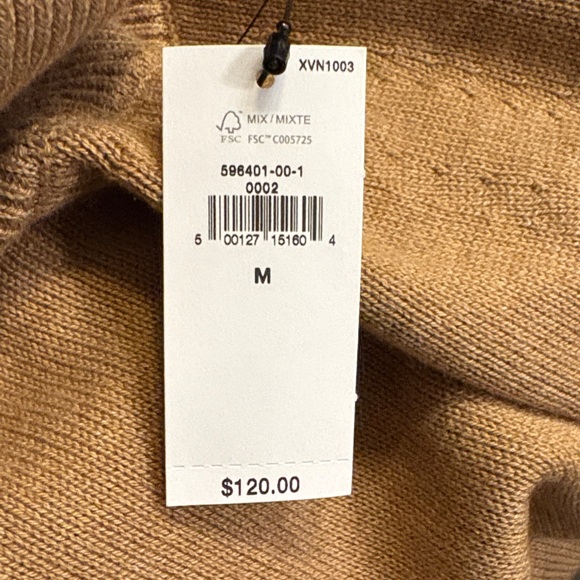 XVN1003
MIX / MIXTE
FSC FSC™ C005725
596401-00-1
0002
5 00127 15160 4
M
$120.00